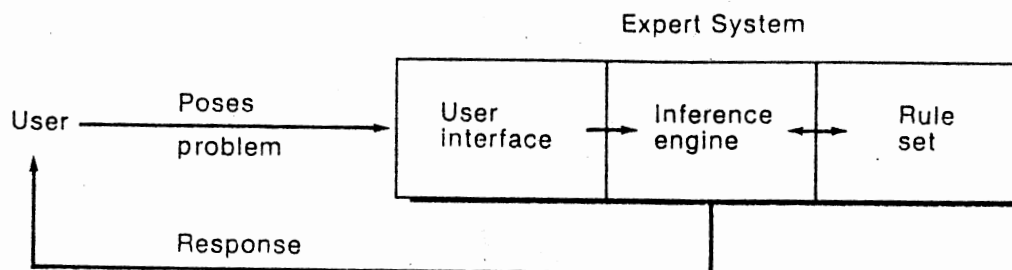 Expert System
User
Poses
problem
User
interface
Inference
engine
Rule
set
Response